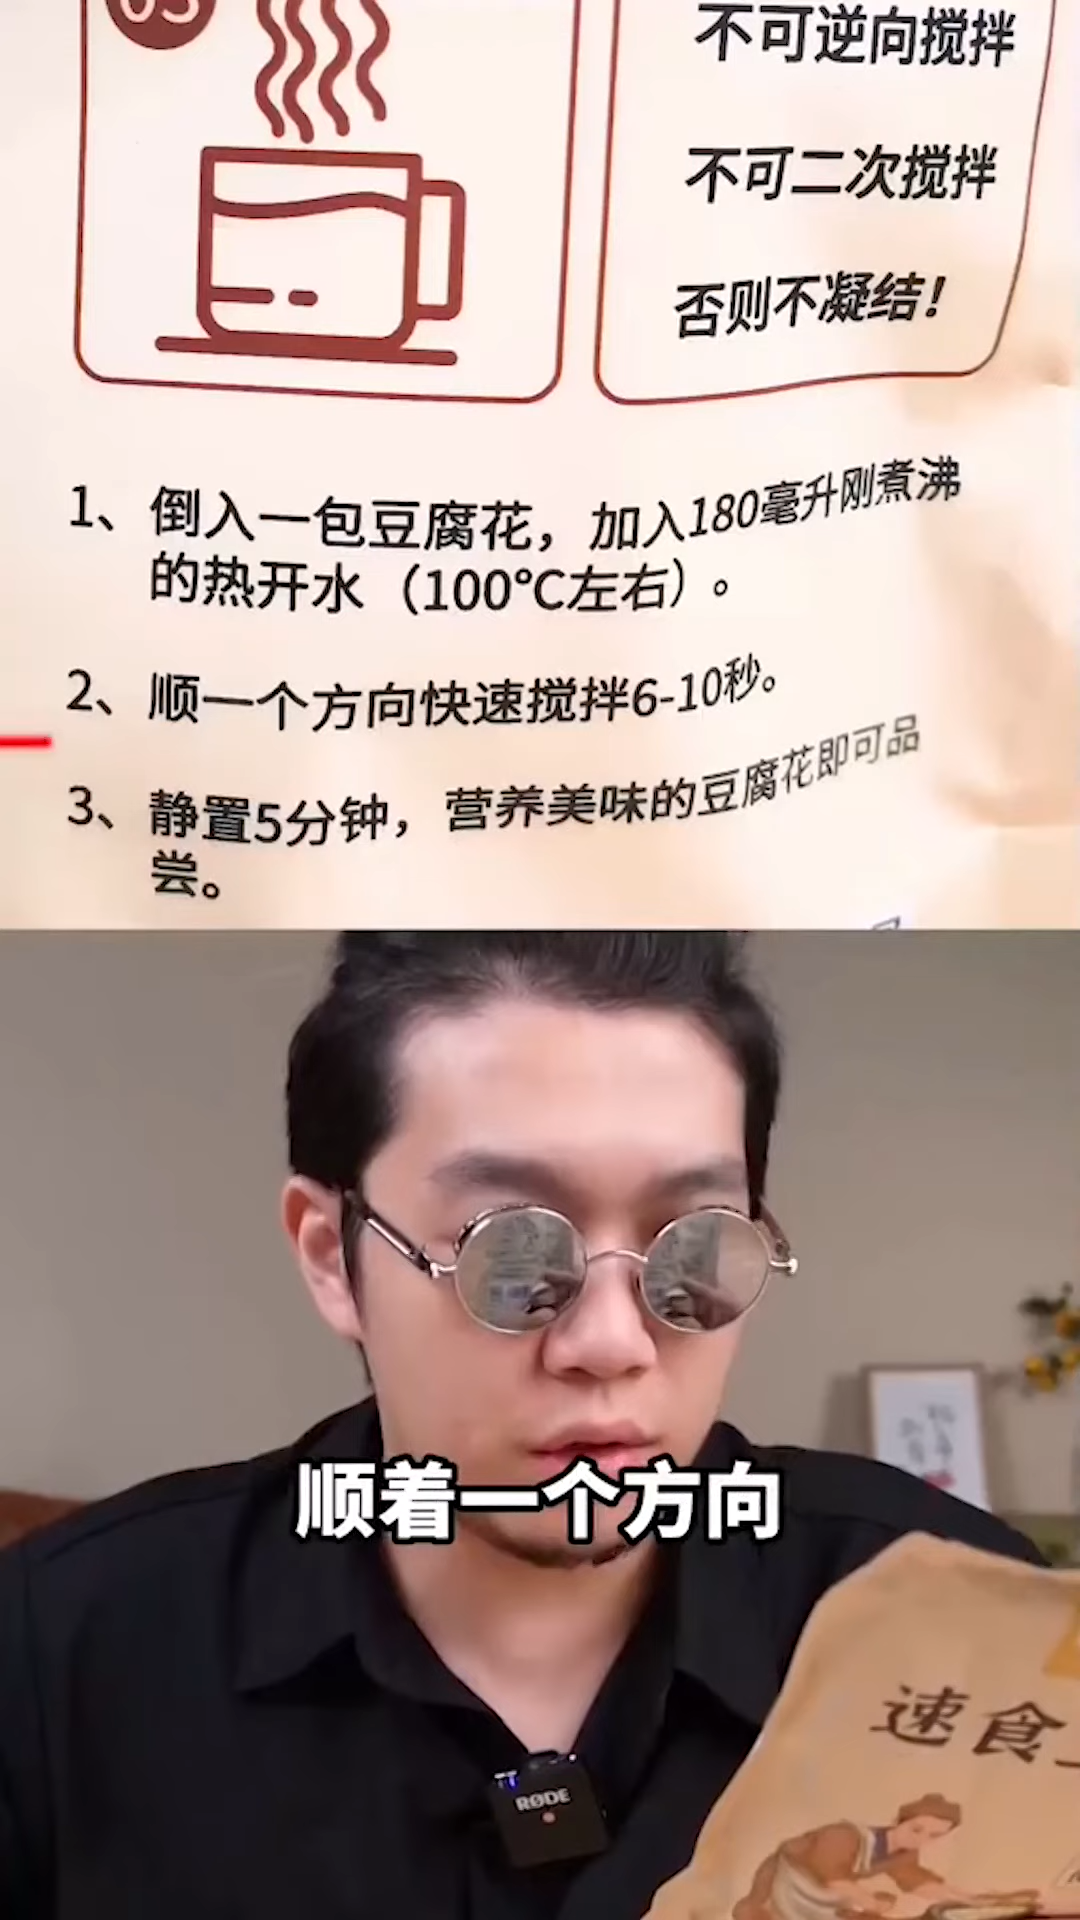 03
不可逆向搅拌
不可二次搅拌
否则不凝结！
1、倒入一包豆腐花，加入180毫升刚煮沸
的热开水（100℃左右）。
2、顺一个方向快速搅拌6-10秒。
3、静置5分钟，营养美味的豆腐花即可品
尝。
顺着一个方向
RØDE
速食